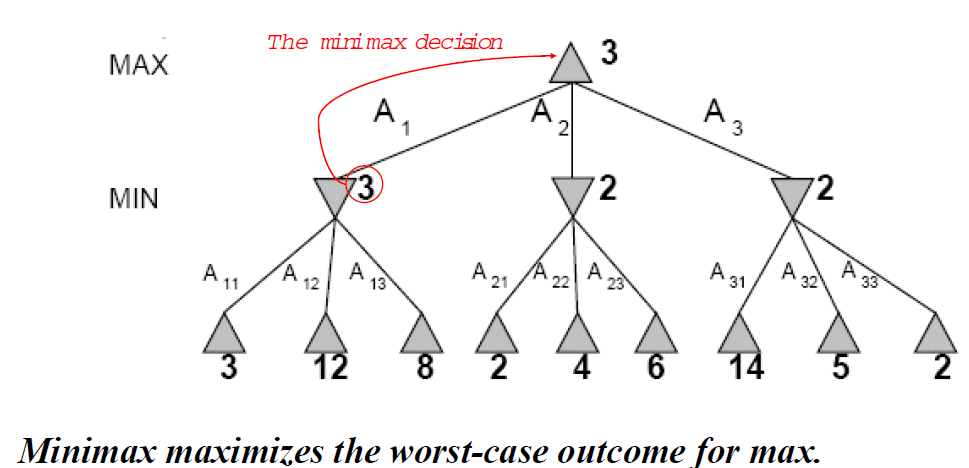 The minimax decision
MAX 3
A 1 A 2 A 3
MIN 3 2 2
A 11 A 12 A 13 A 21 A 22 A 23 A 31 A 32 A 33
3 12 8 2 4 6 14 5 2
Minimax maximizes the worst-case outcome for max.